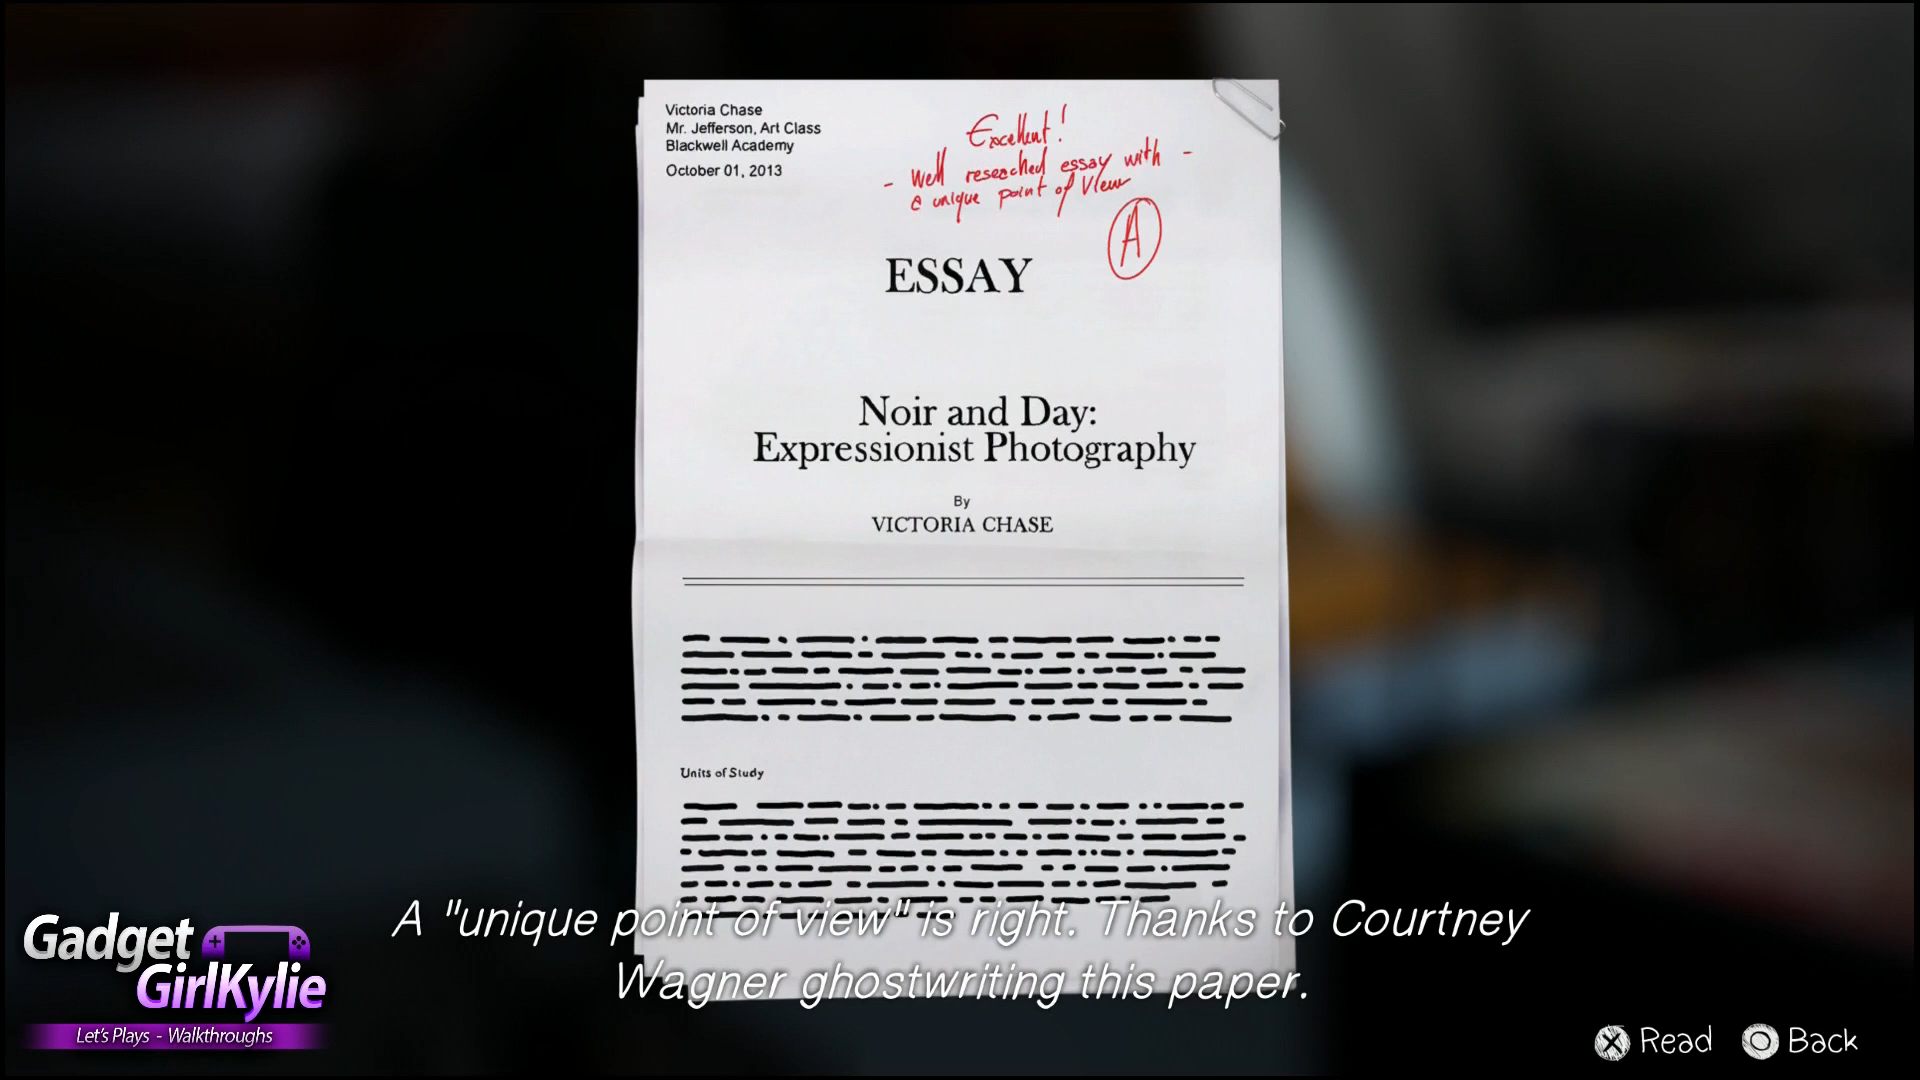 Victoria Chase
Mr. Jefferson, Art Class
Blackwell Academy
October 01, 2013
Excellent!
- Well reseached essay with -
a unique point of View
A
ESSAY
Noir and Day:
Expressionist Photography
By
VICTORIA CHASE
Units of Study
A "unique point of view" is right. Thanks to Courtney
Wagner ghostwriting this paper.
Gadget
GirlKylie
Let's Plays - Walkthroughs
Read
Back